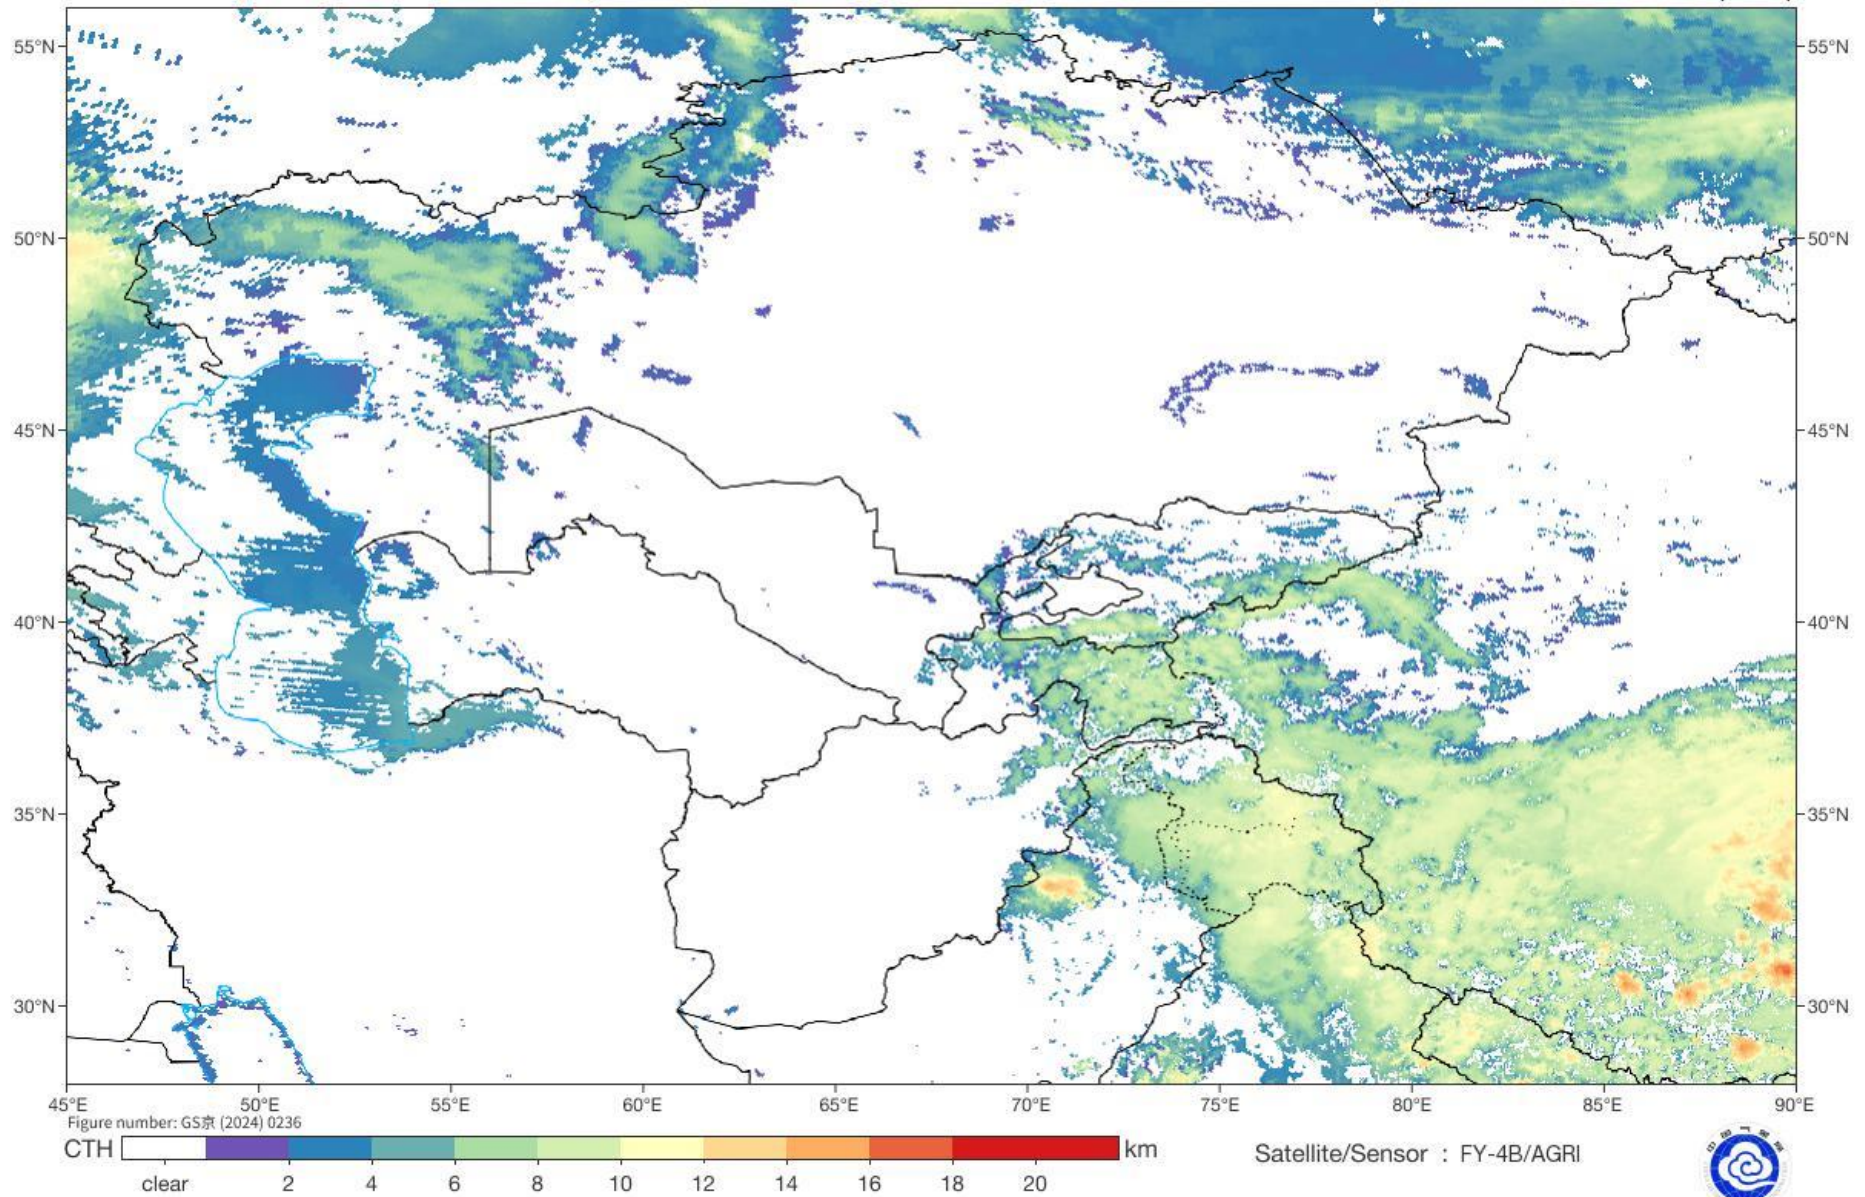 55°N 55°N
50°N 50°N
45°N 45°N
40°N 40°N
35°N 35°N
30°N 30°N
45°E 50°E 55°E 60°E 65°E 70°E 75°E 80°E 85°E 90°E
Figure number: GS京 (2024) 0236
CTH km
clear 2 4 6 8 10 12 14 16 18 20
Satellite/Sensor : FY-4B/AGRI